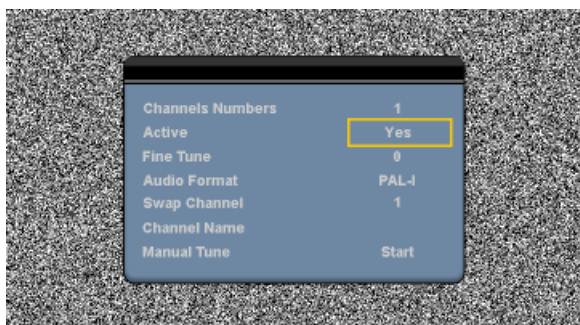 Channels Numbers 1
Active Yes
Fine Tune 0
Audio Format PAL-I
Swap Channel 1
Channel Name
Manual Tune Start